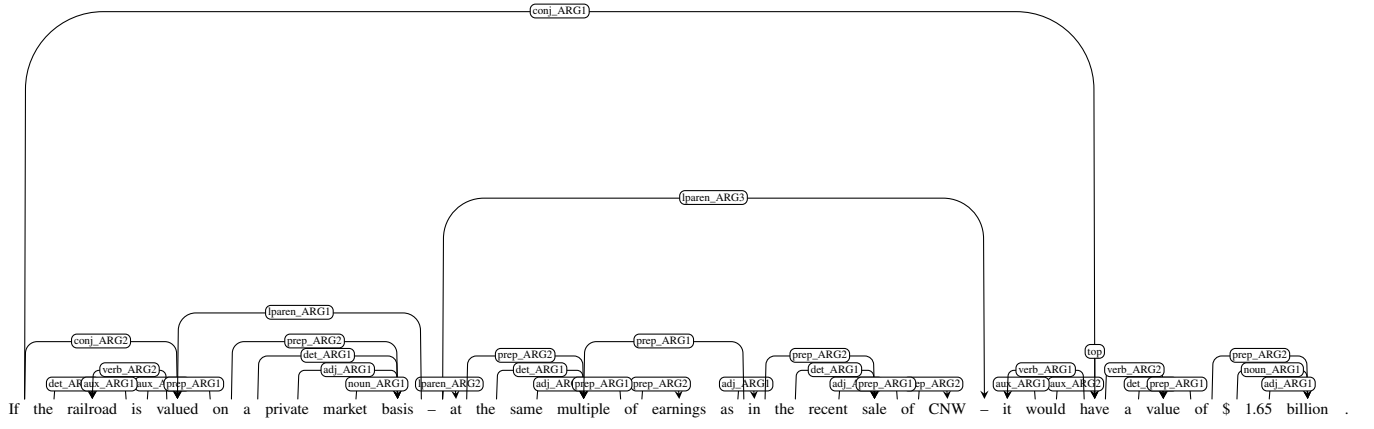 conj_ARG1
lparen_ARG3
lparen_ARG1
conj_ARG2 prep_ARG2 prep_ARG1
det_ARG1 prep_ARG2 prep_ARG2 top prep_ARG2
verb_ARG2 adj_ARG1 det_ARG1 det_ARG1 verb_ARG1 verb_ARG2 noun_ARG1
aux_ARG1 prep_ARG1 noun_ARG1 lparen_ARG2 prep_ARG1 prep_ARG2 adj_ARG1 prep_ARG1 aux_ARG1 aux_ARG2 prep_ARG1 adj_ARG1
If the railroad is valued on a private market basis – at the same multiple of earnings as in the recent sale of CNW – it would have a value of $ 1.65 billion .